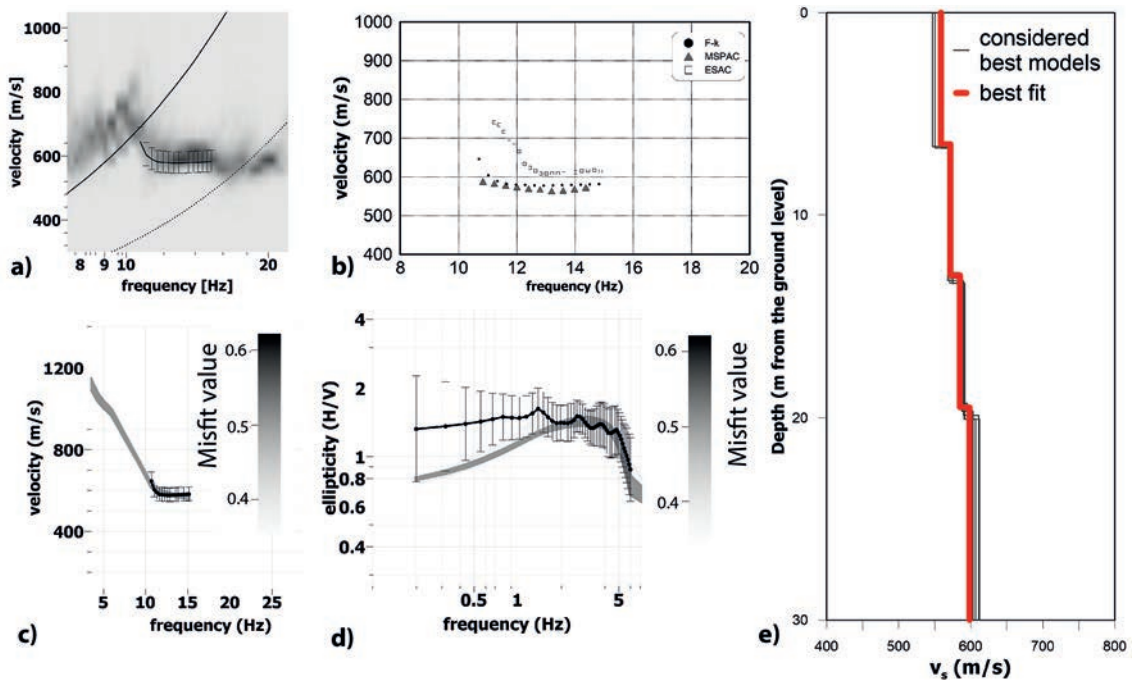 1000
800
600
400
velocity [m/s]
8 9 10 20
frequency [Hz]
a)
1000
900
800
700
600
500
400
velocity (m/s)
F-k
MSPAC
ESAC
8 10 12 14 16 18 20
frequency (Hz)
b)
1200
800
400
velocity (m/s)
0.6
0.5
0.4
Misfit value
5 10 15 20 25
frequency (Hz)
c)
4
2
1
0.8
0.6
0.4
ellipticity (H/V)
0.6
0.5
0.4
Misfit value
0.5 1 5
frequency (Hz)
d)
0
10
20
30
Depth (m from the ground level)
considered
best models
best fit
400 500 600 700 800
vs (m/s)
e)